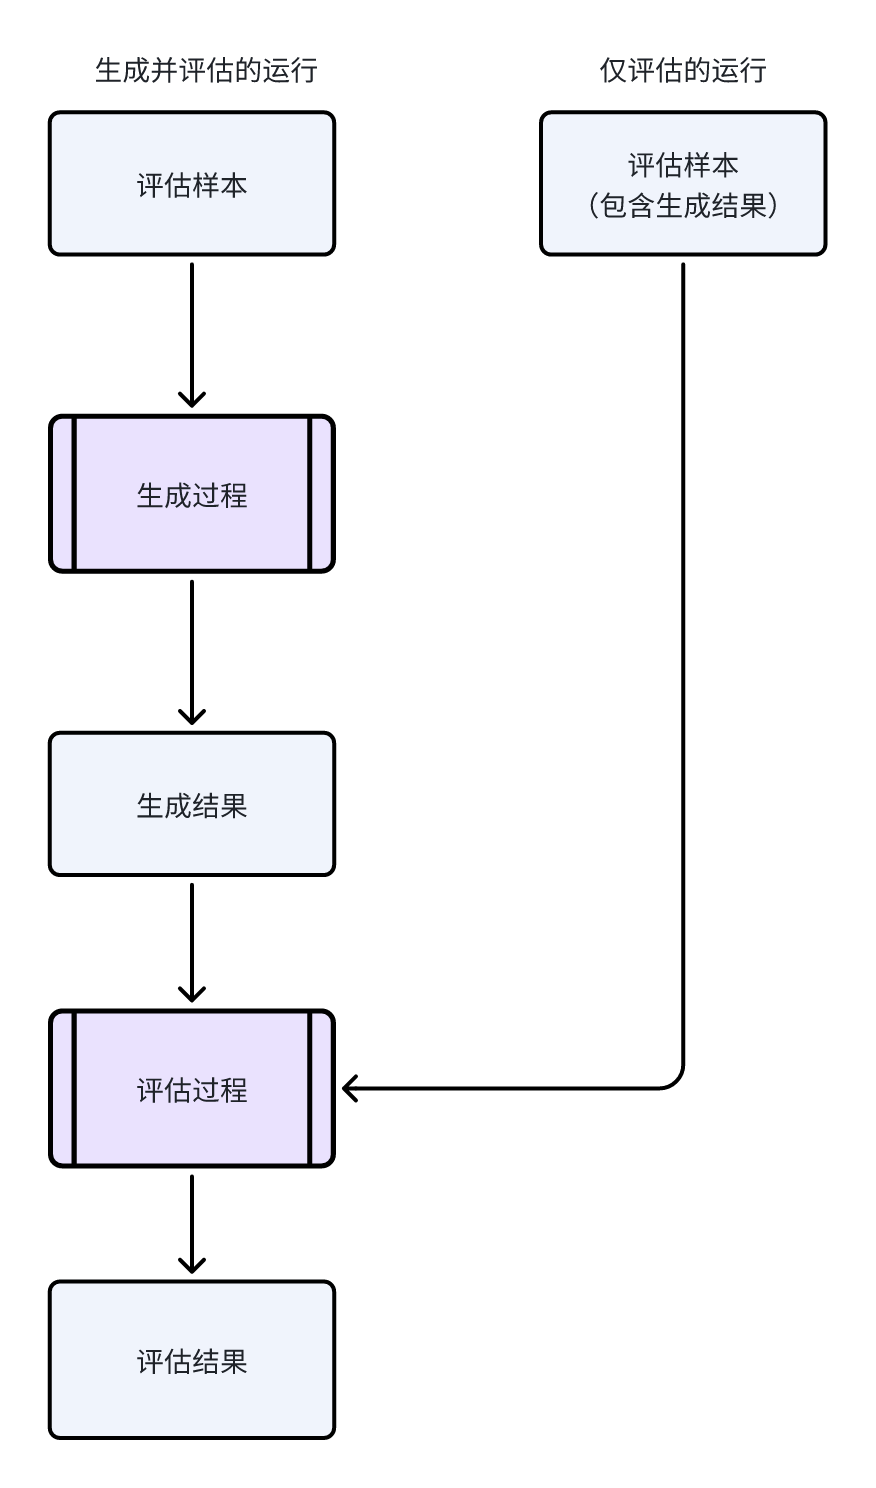 生成并评估的运行
仅评估的运行
评估样本
评估样本
（包含生成结果）
生成过程
生成结果
评估过程
评估结果